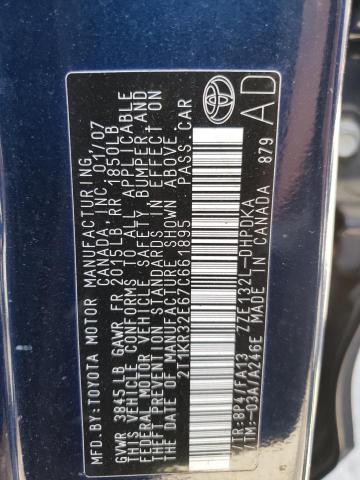 MFD.BY: TOYOTA MOTOR MANUFACTURING
CANADA, INC. 01/07
GVWR 3845LB GAWR FR 2015LB RR 1850LB
THIS VEHICLE CONFORMS TO ALL APPLICABLE
FEDERAL MOTOR VEHICLE SAFETY, BUMPER, AND
THEFT PREVENTION STANDARDS IN EFFECT ON
THE DATE OF MANUFACTURE SHOWN ABOVE.
2T1KR32E67C661895 PASS.CAR
C/TR:8P4/FA13 ZZE132L-DHPDKA
A/TM:-034/A246E MADE IN CANADA 879
AD